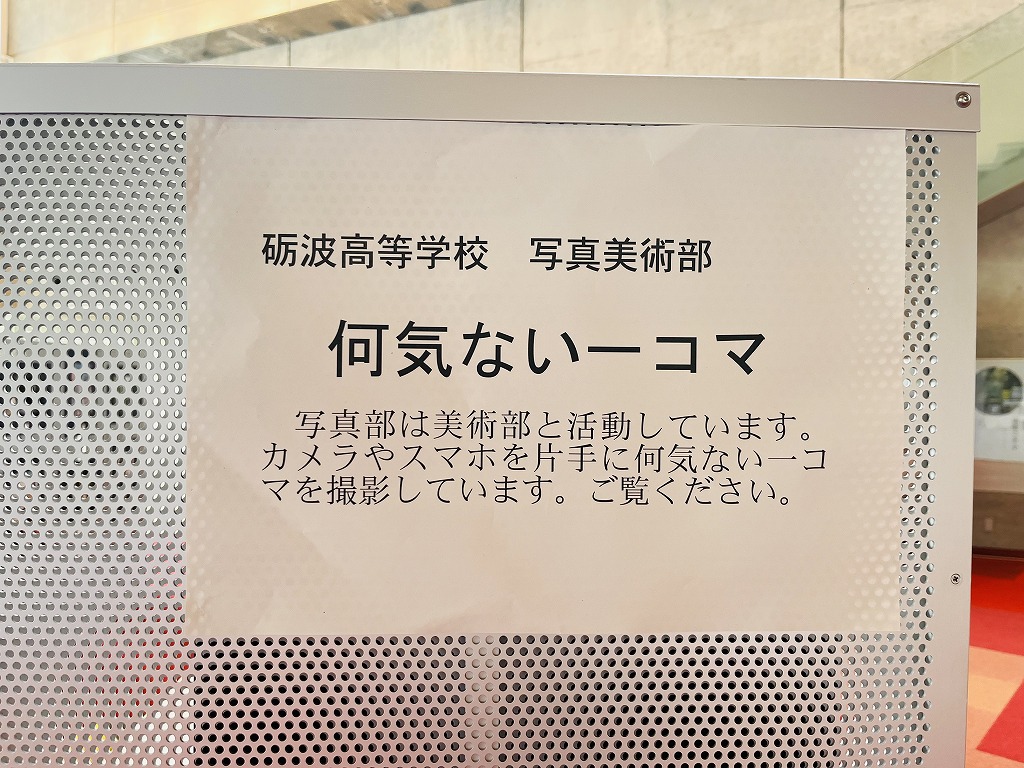 砺波高等学校　写真美術部
何気ない一コマ
写真部は美術部と活動しています。
カメラやスマホを片手に何気ない一コ
マを撮影しています。ご覧ください。